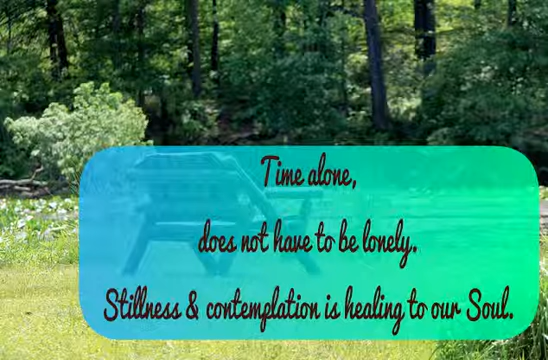 Time alone,
does not have to be lonely.
Stillness & contemplation is healing to our Soul.